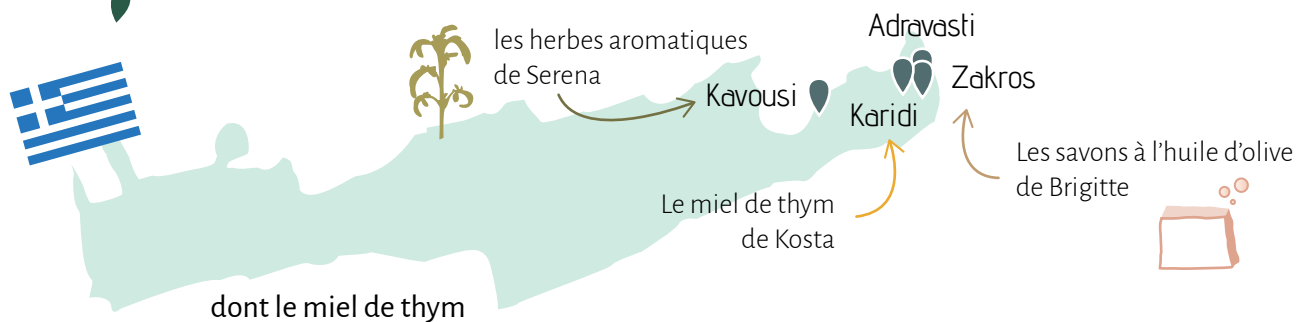 Adravasti
les herbes aromatiques
de Serena
Kavousi
Zakros
Karidi
Les savons à l’huile d’olive
de Brigitte
Le miel de thym
de Kosta
dont le miel de thym